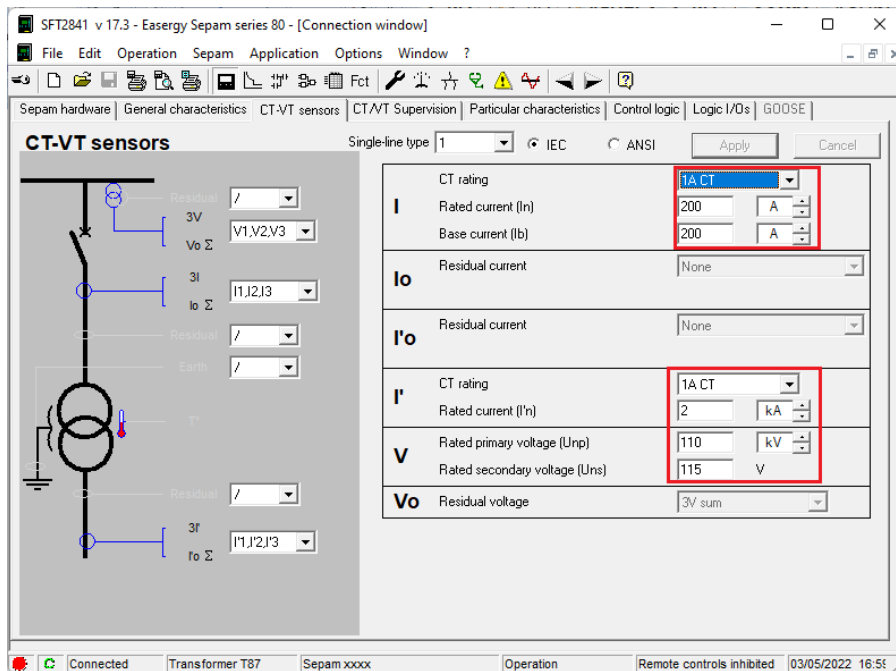 SFT2841 v 17.3 - Easergy Sepam series 80 - [Connection window]
File Edit Operation Sepam Application Options Window ?
Fct
Sepam hardware General characteristics CT-VT sensors CT/VT Supervision Particular characteristics Control logic Logic I/Os GOOSE
CT-VT sensors
Single-line type 1 IEC ANSI Apply Cancel
Residual /
3V
Vo Σ
V1,V2,V3
3I
Io Σ
I1,I2,I3
Residual /
Earth /
T°
Residual /
3I'
I'o Σ
I'1,I'2,I'3
I
CT rating 1A CT
Rated current (In) 200 A
Base current (Ib) 200 A
Io
Residual current None
I'o
Residual current None
I'
CT rating 1A CT
Rated current (I'n) 2 kA
V
Rated primary voltage (Unp) 110 kV
Rated secondary voltage (Uns) 115 V
Vo Residual voltage 3V sum
Connected Transformer T87 Sepam xxxx Operation Remote controls inhibited 03/05/2022